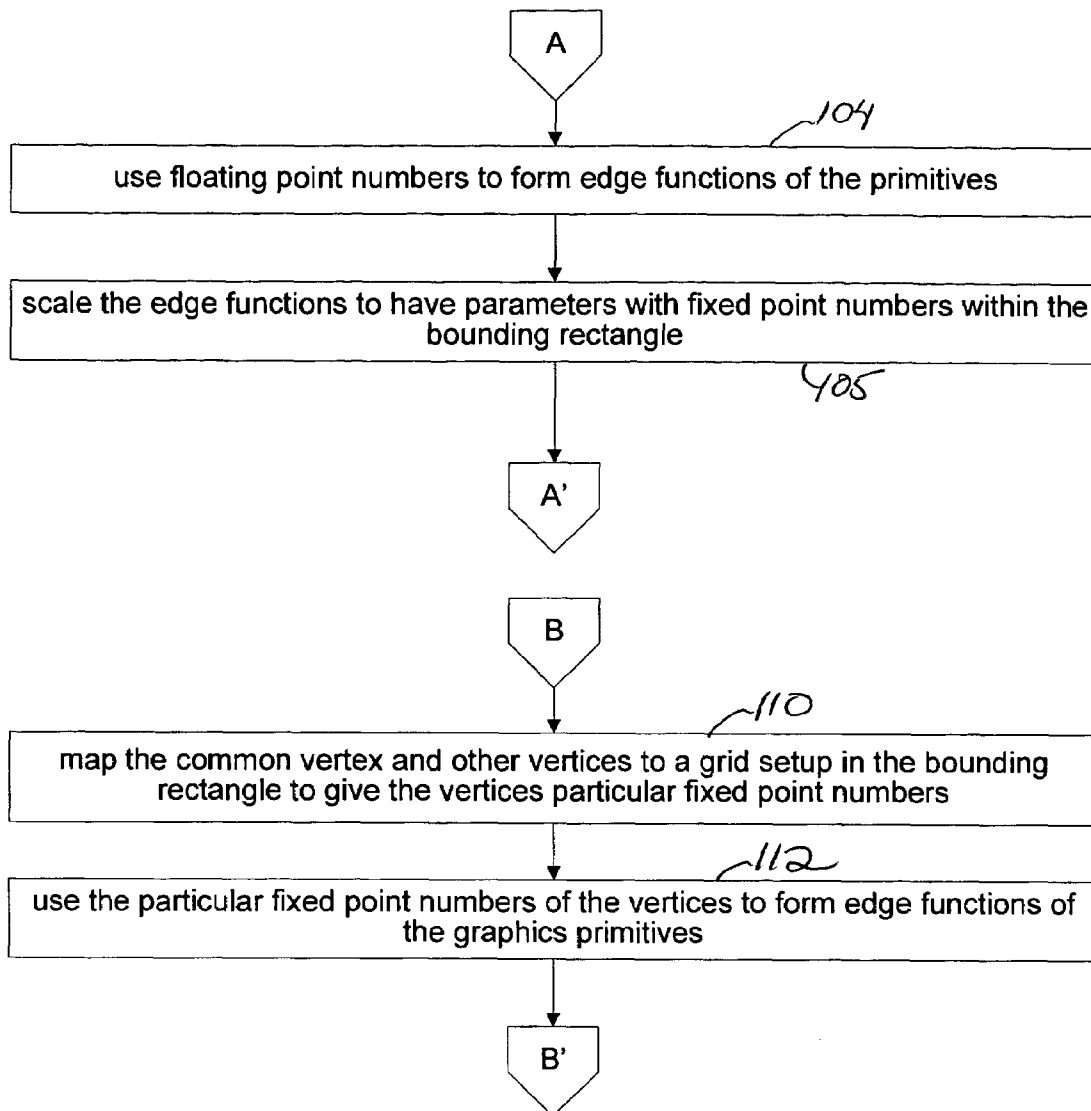 A
104
use floating point numbers to form edge functions of the primitives
scale the edge functions to have parameters with fixed point numbers within the
bounding rectangle
405
A'
B
110
map the common vertex and other vertices to a grid setup in the bounding
rectangle to give the vertices particular fixed point numbers
112
use the particular fixed point numbers of the vertices to form edge functions of
the graphics primitives
B'